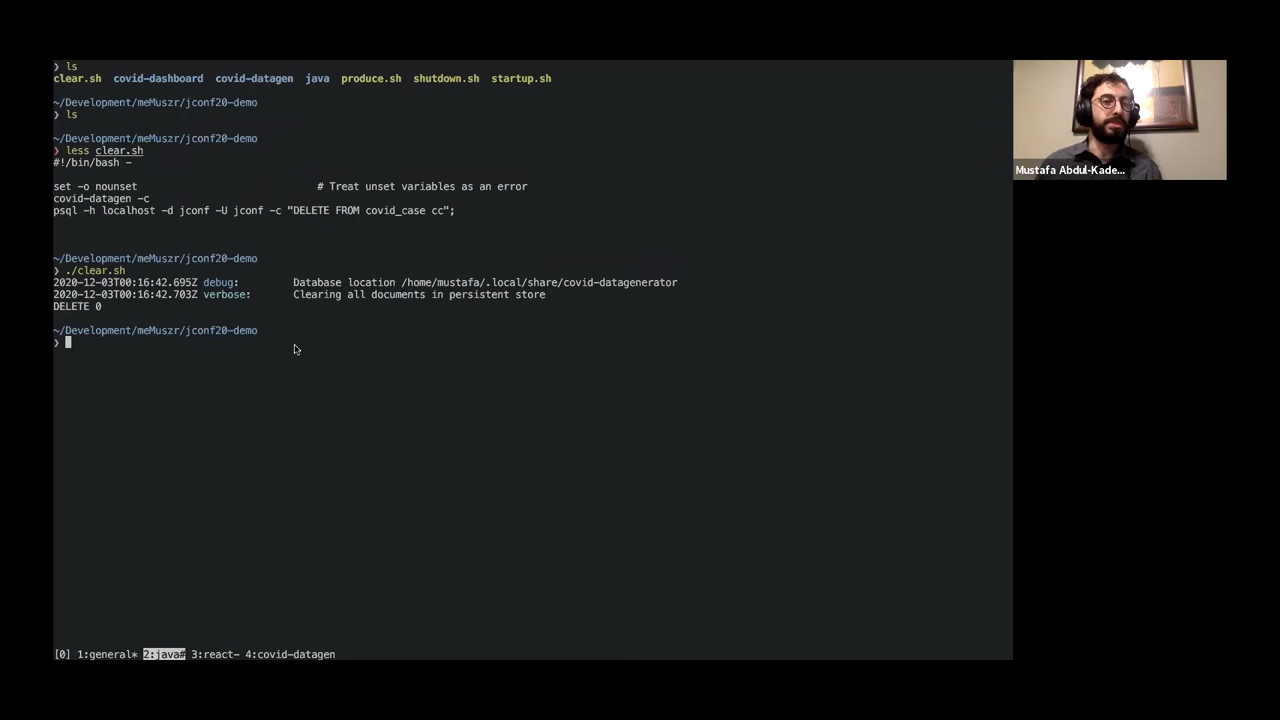 ❯ ls
clear.sh  covid-dashboard  covid-datagen  java  produce.sh  shutdown.sh  startup.sh
~/Development/meMuszr/jconf20-demo
❯ ls
~/Development/meMuszr/jconf20-demo
❯ less clear.sh
#!/bin/bash -
set -o nounset                              # Treat unset variables as an error
covid-datagen -c
psql -h localhost -d jconf -U jconf -c "DELETE FROM covid_case cc";
~/Development/meMuszr/jconf20-demo
❯ ./clear.sh
2020-12-03T00:16:42.695Z debug:         Database location /home/mustafa/.local/share/covid-datagenerator
2020-12-03T00:16:42.703Z verbose:       Clearing all documents in persistent store
DELETE 0
~/Development/meMuszr/jconf20-demo
❯
[0] 1:general* 2:java# 3:react- 4:covid-datagen
Mustafa Abdul-Kade...